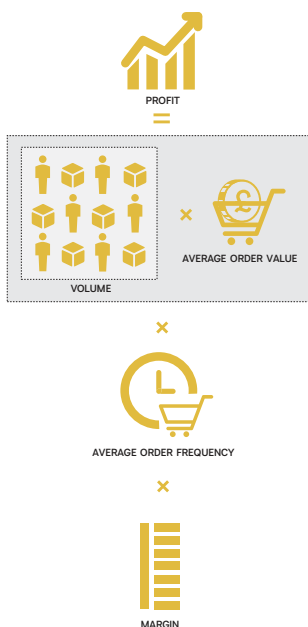 PROFIT
=
×
£
AVERAGE ORDER VALUE
VOLUME
×
AVERAGE ORDER FREQUENCY
×
MARGIN